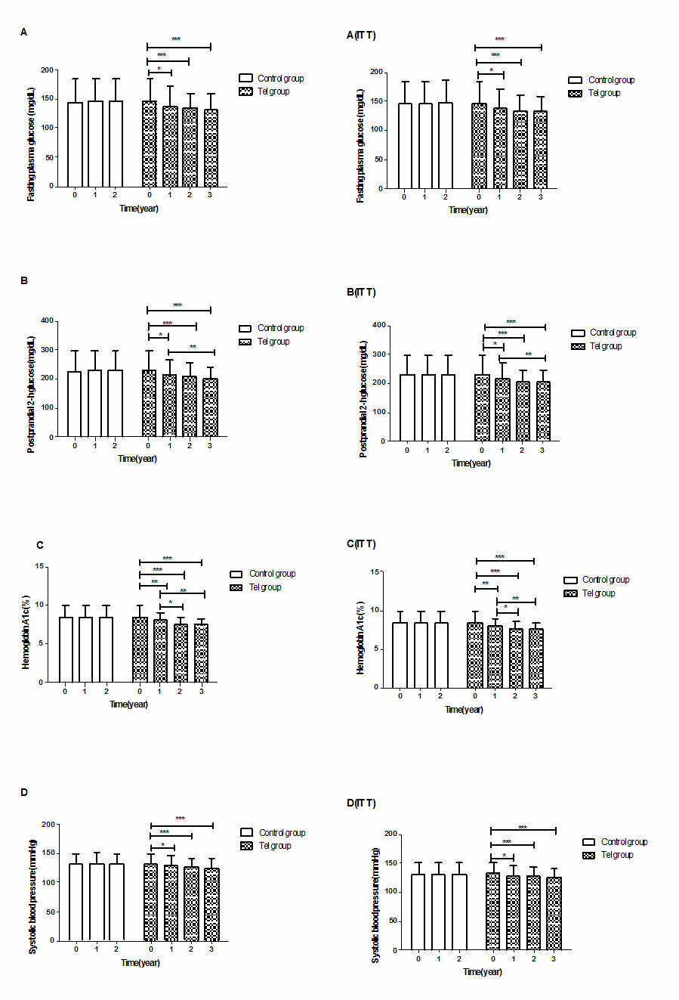 A
***
***
*
200
150
100
50
0
Fasting plasma glucose (mg/dL)
Control group
Tel group
0 1 2 0 1 2 3
Time(year)
A(ITT)
***
***
*
200
150
100
50
0
Fasting plasma glucose (mg/dL)
Control group
Tel group
0 1 2 0 1 2 3
Time(year)
B
***
***
*
**
400
300
200
100
0
Postprandial 2-h glucose(mg/dL)
Control group
Tel group
0 1 2 0 1 2 3
Time(year)
B(ITT)
***
***
*
**
400
300
200
100
0
Postprandial 2-h glucose(mg/dL)
Control group
Tel group
0 1 2 0 1 2 3
Time(year)
C
***
***
**
**
*
15
10
5
0
Hemoglobin A1c(%)
Control group
Tel group
0 1 2 0 1 2 3
Time(year)
C(ITT)
***
***
**
**
*
15
10
5
0
Hemoglobin A1c(%)
Control group
Tel group
0 1 2 0 1 2 3
Time(year)
D
***
***
*
200
150
100
50
0
Systolic blood pressure(mmHg)
Control group
Tel group
0 1 2 0 1 2 3
Time(year)
D(ITT)
***
***
*
200
150
100
50
0
Systolic blood pressure(mmHg)
Control group
Tel group
0 1 2 0 1 2 3
Time(year)